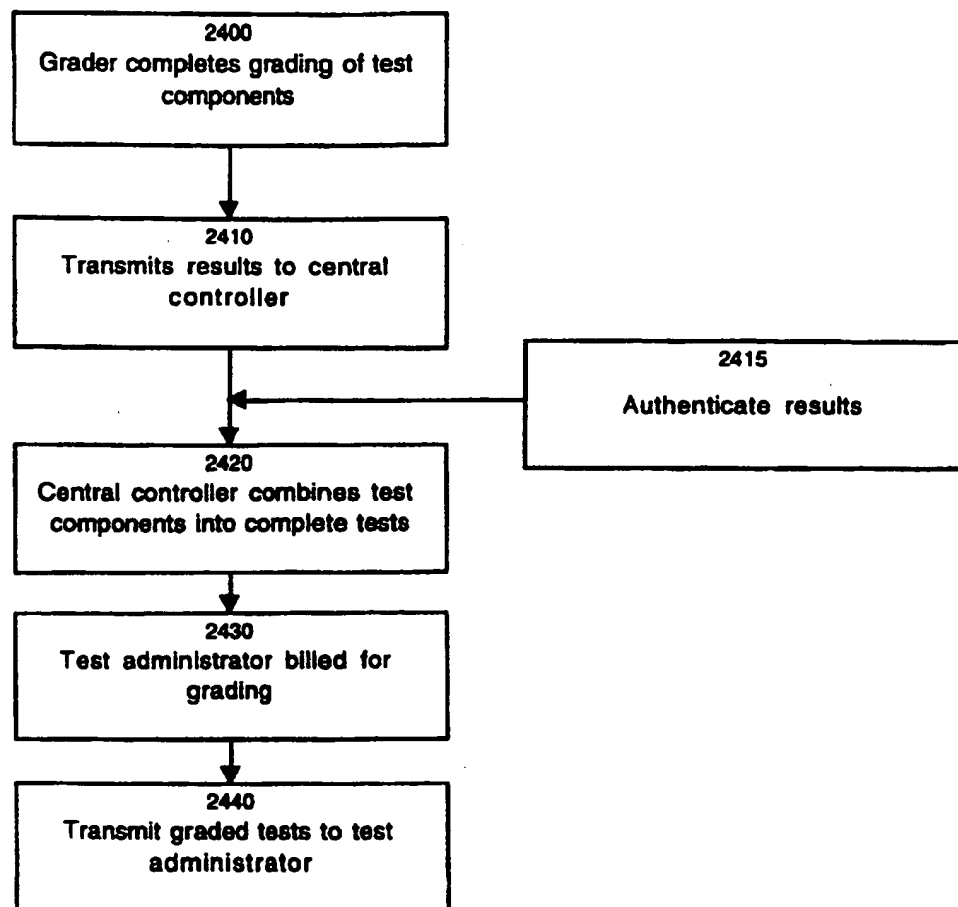 2400
Grader completes grading of test
components
2410
Transmits results to central
controller
2415
Authenticate results
2420
Central controller combines test
components into complete tests
2430
Test administrator billed for
grading
2440
Transmit graded tests to test
administrator